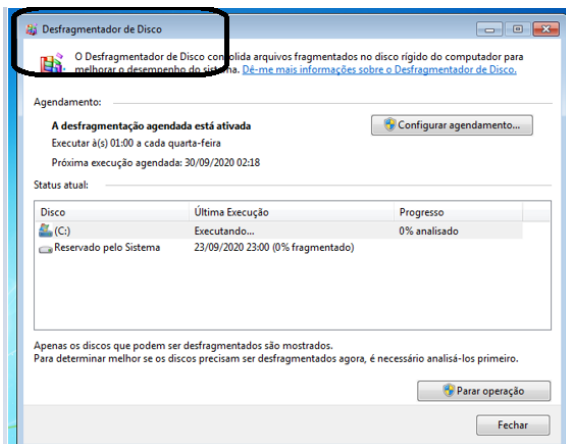 Desfragmentador de Disco
O Desfragmentador de Disco consolida arquivos fragmentados no disco rígido do computador para
melhorar o desempenho do sistema. Dê-me mais informações sobre o Desfragmentador de Disco.
Agendamento:
A desfragmentação agendada está ativada
Configurar agendamento...
Executar à(s) 01:00 a cada quarta-feira
Próxima execução agendada: 30/09/2020 02:18
Status atual:
Disco Última Execução Progresso
(C:) Executando... 0% analisado
Reservado pelo Sistema 23/09/2020 23:00 (0% fragmentado)
Apenas os discos que podem ser desfragmentados são mostrados.
Para determinar melhor se os discos precisam ser desfragmentados agora, é necessário analisá-los primeiro.
Parar operação
Fechar